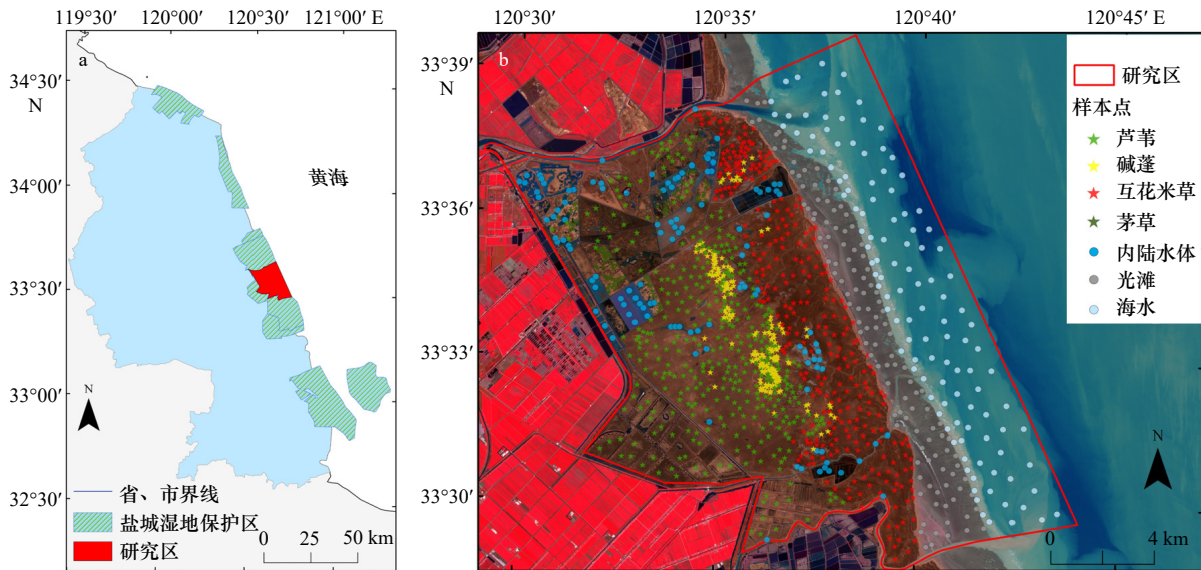 119°30′ 120°00′ 120°30′ 121°00′ E
a
34°30′
N
34°00′
33°30′
33°00′
32°30′
黄海
N
省、市界线
盐城湿地保护区
研究区
0 25 50 km
120°30′ 120°35′ 120°40′ 120°45′ E
b
33°39′
N
33°36′
33°33′
33°30′
研究区
样本点
芦苇
碱蓬
互花米草
茅草
内陆水体
光滩
海水
N
0 4 km